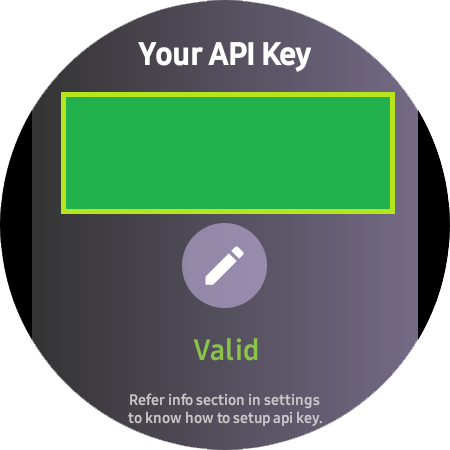 Your API Key
Valid
Refer info section in settings
to know how to setup api key.